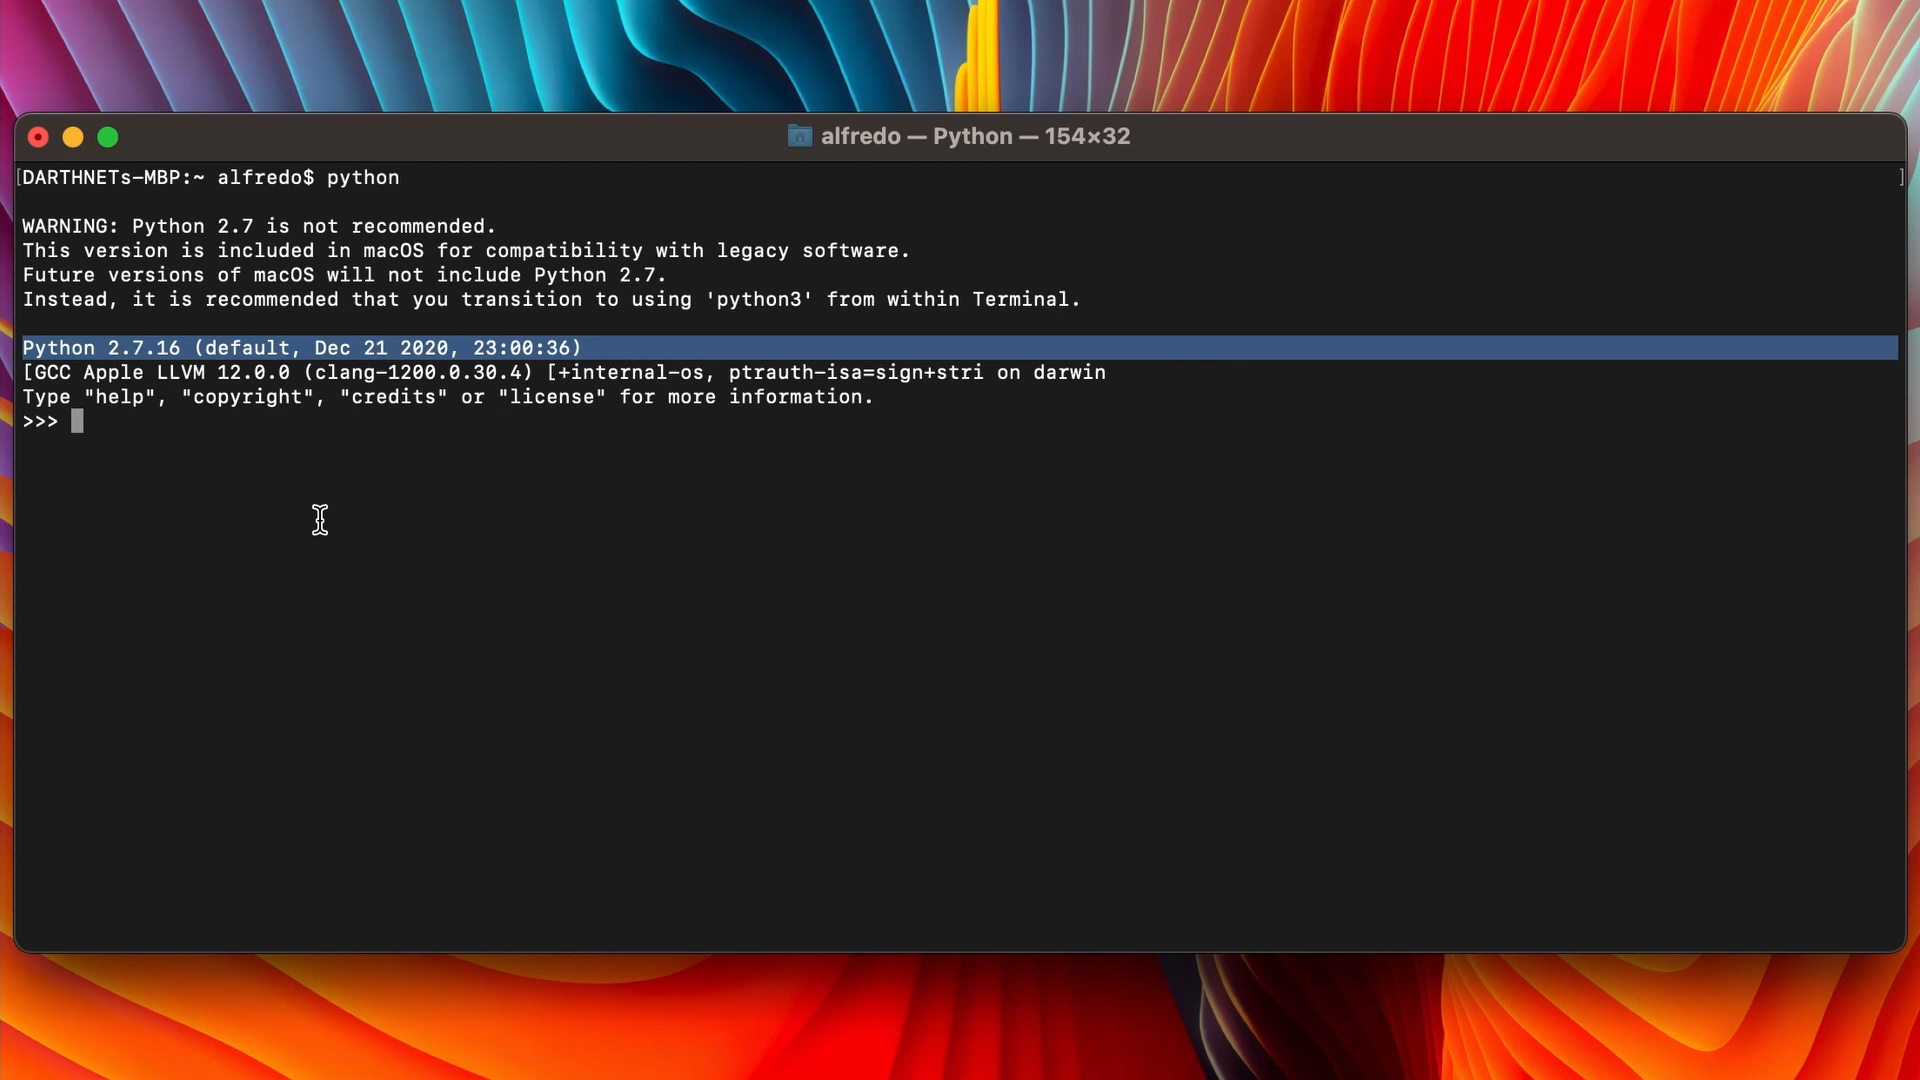 alfredo — Python — 154×32
[DARTHNETs-MBP:~ alfredo$ python ]
WARNING: Python 2.7 is not recommended.
This version is included in macOS for compatibility with legacy software.
Future versions of macOS will not include Python 2.7.
Instead, it is recommended that you transition to using 'python3' from within Terminal.
Python 2.7.16 (default, Dec 21 2020, 23:00:36)
[GCC Apple LLVM 12.0.0 (clang-1200.0.30.4) [+internal-os, ptrauth-isa=sign+stri on darwin
Type "help", "copyright", "credits" or "license" for more information.
>>>